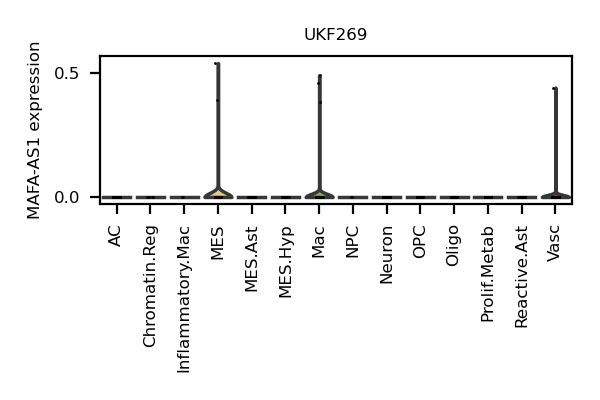 UKF269
MAFA-AS1 expression
0.5
0.0
AC
Chromatin.Reg
Inflammatory.Mac
MES
MES.Ast
MES.Hyp
Mac
NPC
Neuron
OPC
Oligo
Prolif.Metab
Reactive.Ast
Vasc